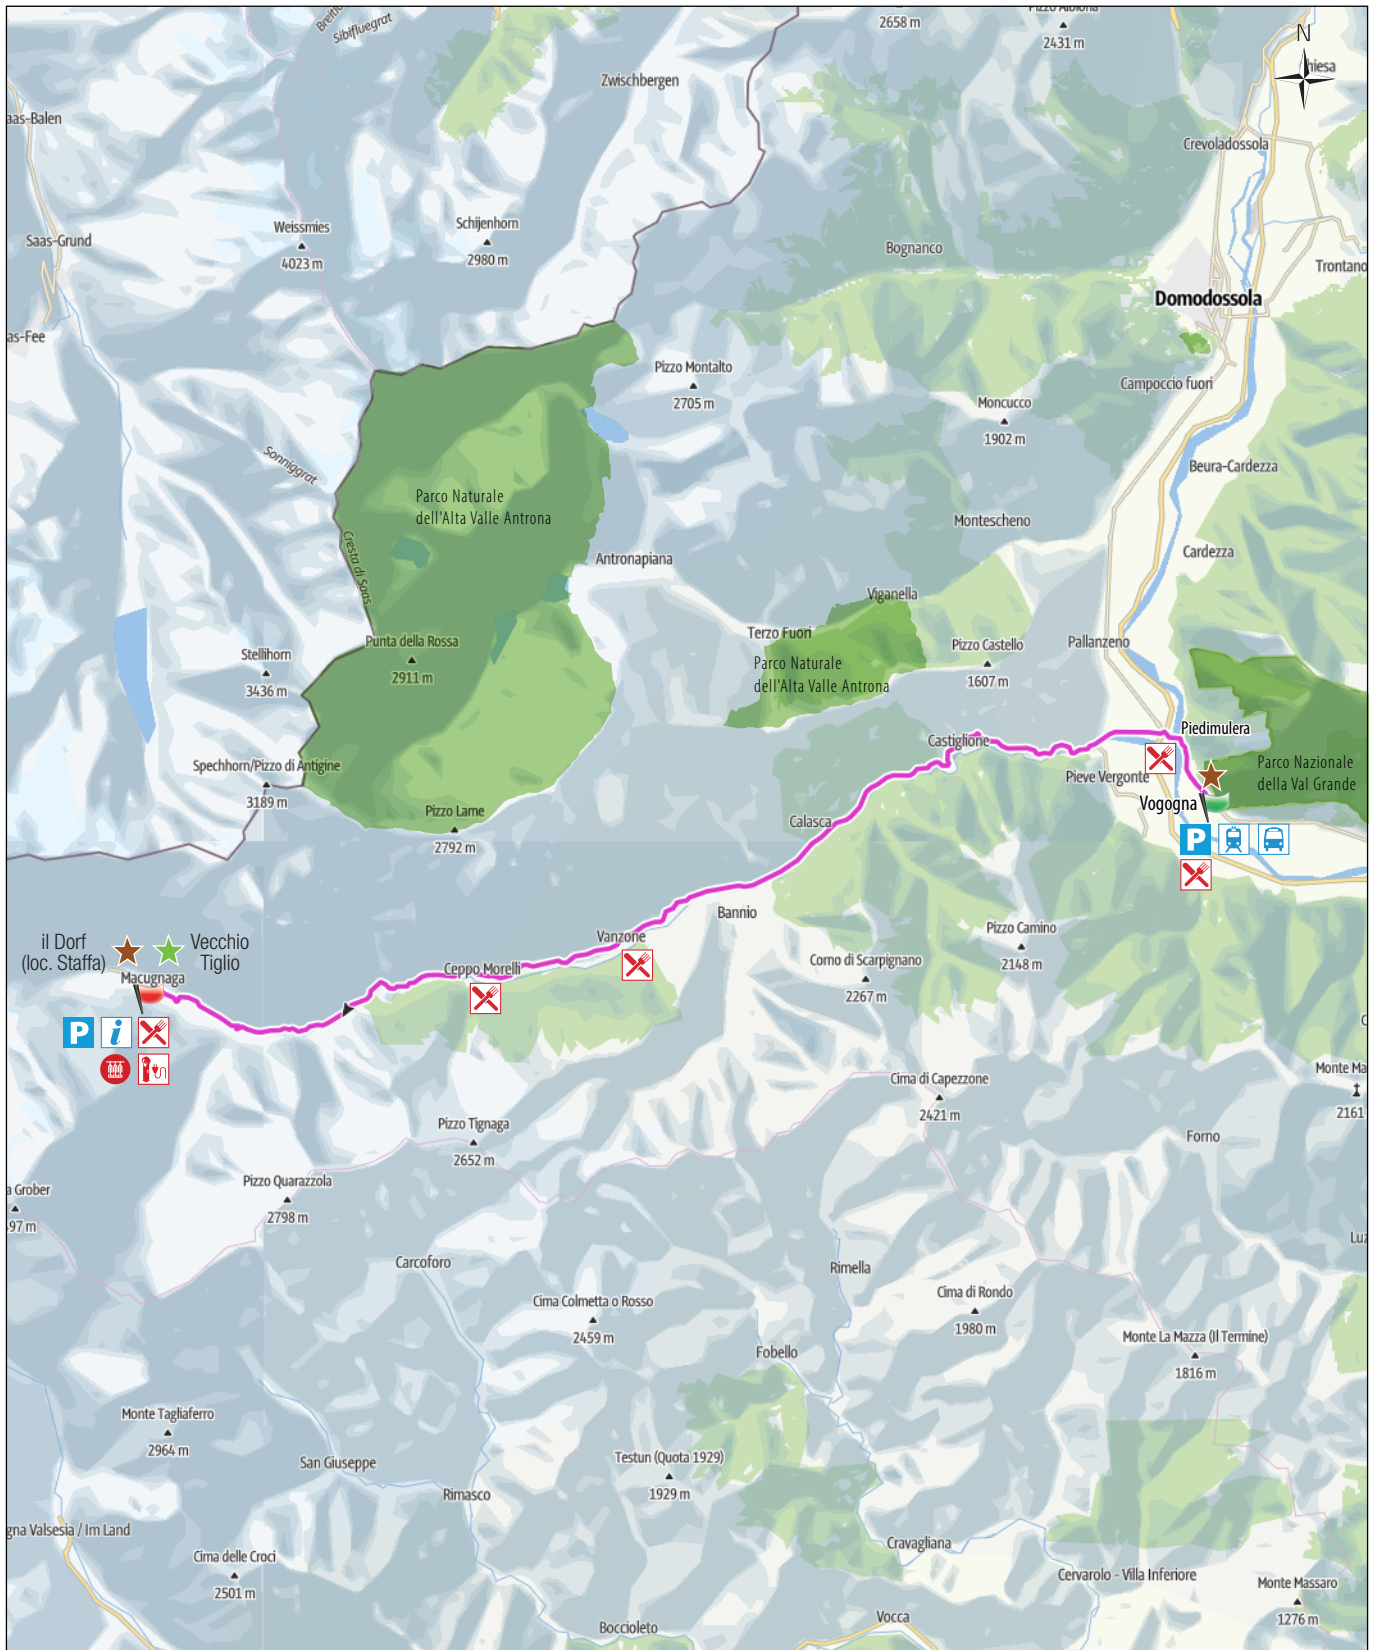 2658 m
Pizzo Albiona
2431 m
Sibifluegrat
N
Zwischbergen
aas-Balen
Crevoladossola
Weissmies
4023 m
Schijenhorn
2980 m
Saas-Grund
Bognanco
Trontano
Domodossola
as-Fee
Pizzo Montalto
2705 m
Campoccio fuori
Moncucco
1902 m
Sonniggrat
Beura-Cardezza
Parco Naturale
dell'Alta Valle Antrona
Montescheno
Cresta di Saas
Antronapiana
Cardezza
Viganella
Terzo Fuori
Punta della Rossa
2911 m
Pizzo Castello
1607 m
Pallanzeno
Stellihorn
3436 m
Parco Naturale
dell'Alta Valle Antrona
Piedimulera
Castiglione
Spechhorn/Pizzo di Antigine
3189 m
Pieve Vergonte
Parco Nazionale
della Val Grande
Vogogna
Pizzo Lame
2792 m
Calasca
P
Bannio
Pizzo Camino
2148 m
Vanzone
il Dorf
(loc. Staffa)
Vecchio
Tiglio
Corno di Scarpignano
2267 m
Ceppo Morelli
Macugnaga
P
i
Cima di Capezzone
2421 m
Monte Ma
2161
Pizzo Tignaga
2652 m
Forno
Pizzo Quarazzola
2798 m
a Grober
97 m
Luz
Carcoforo
Rimella
Cima Colmetta o Rosso
2459 m
Cima di Rondo
1980 m
Fobello
Monte La Mazza (Il Termine)
1816 m
Monte Tagliaferro
2964 m
San Giuseppe
Testun (Quota 1929)
1929 m
Rimasco
gna Valsesia / Im Land
Cravagliana
Cima delle Croci
2501 m
Cervarolo - Villa Inferiore
Monte Massaro
1276 m
Boccioleto
Vocca